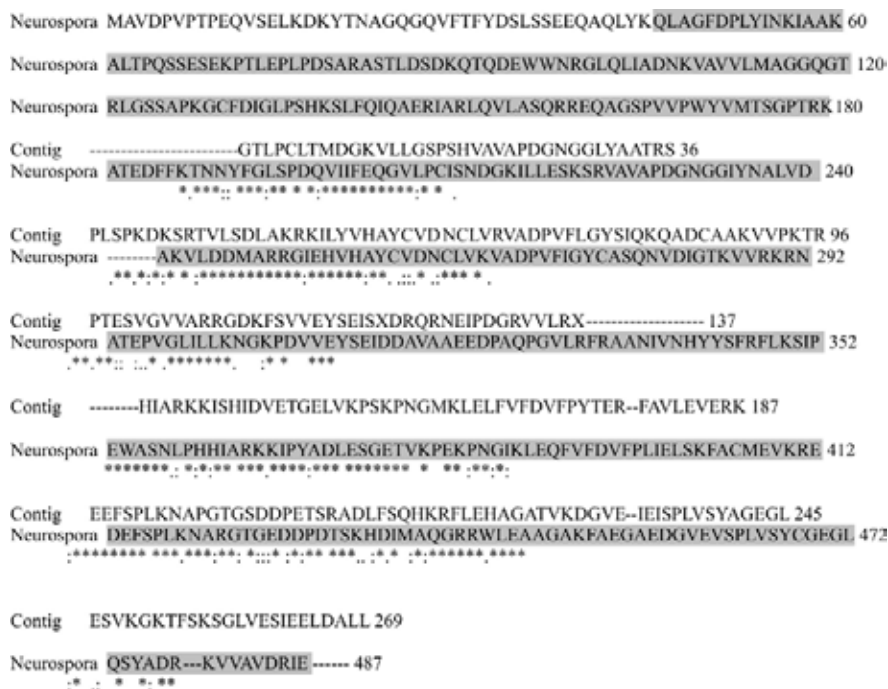 Neurospora MAVDPVPTPEQVSELKDKYTNAGQGQVFTFYDSLSSEEQAQLYKQLAGFDPLYINKIAAK 60
Neurospora ALTPQSSESEKPTLEPLPDSARASTLDSDKQTQDEWWNRGLQLIADNKVAVVLMAGGQGT 120
Neurospora RLGSSAPKGCFDIGLPSHKSLFQIQAERIARLQVLASQRREQAGSPVVPWYVMTSGPTRK 180
Contig ------------------------GTLPCLTMDGKVLLGSPSHVAVAPDGNGGLYAATRS 36
Neurospora ATEDFFKTNNYFGLSPDQVIIFEQGVLPCISNDGKILLESKSRVAVAPDGNGGIYNALVD 240
*.****:: ***:** ** *:***********:* * .
Contig PLSPKDKSRTVLSDLAKRKILYVHAYCVDNCLVRVADPVFLGYSIQKQADCAAKVVPKTR 96
Neurospora --------AKVLDDMARRGIEHVHAYCVDNCLVKVADPVFIGYCASQNVDIGTKVVRKRN 292
.**.*:*:* * :*********** :******:**. .::.:* .:*** * .
Contig PTESVGVVARRGDKFSVVEYSEISXDRQRNEIPDGRVVLRX-------------------- 137
Neurospora ATEPVGLILLKNGKPDVVEYSEIDDAVAAEEDPAQPGVLRFRAANIVNHYYSFRFLKSIP 352
.**.**:: :..* .*******. :* * ***
Contig --------HIARKKISHIDVETGELVKPSKPNGMKLELFVFDVFPYTER--FAVLEVERK 187
Neurospora EWASNLPHHIARKKIPYADLESGETVKPEKPNGIKLEQFVFDVFPLIELSKFACMEVKRE 412
*******.: *:*:** ***.****:*** ******* * ** :**:*:
Contig EEFSPLKNAPGTGSDDPETSRADLFSQHKRFLEHAGATVKDGVE--IEISPLVSYAGEGL 245
Neurospora DEFSPLKNARGTGEDDPDTSKHDIMAQGRRWLEAAGAKFAEGAEDGVEVSPLVSYCGEGL 472
:******** ***.***:**: *:::* :*:** ***.. :*.* :*:******.****
Contig ESVKGKTFSKSGLVESIEELDALL 269
Neurospora QSYADR---KVVAVDRIE------ 487
:* .: * *: **